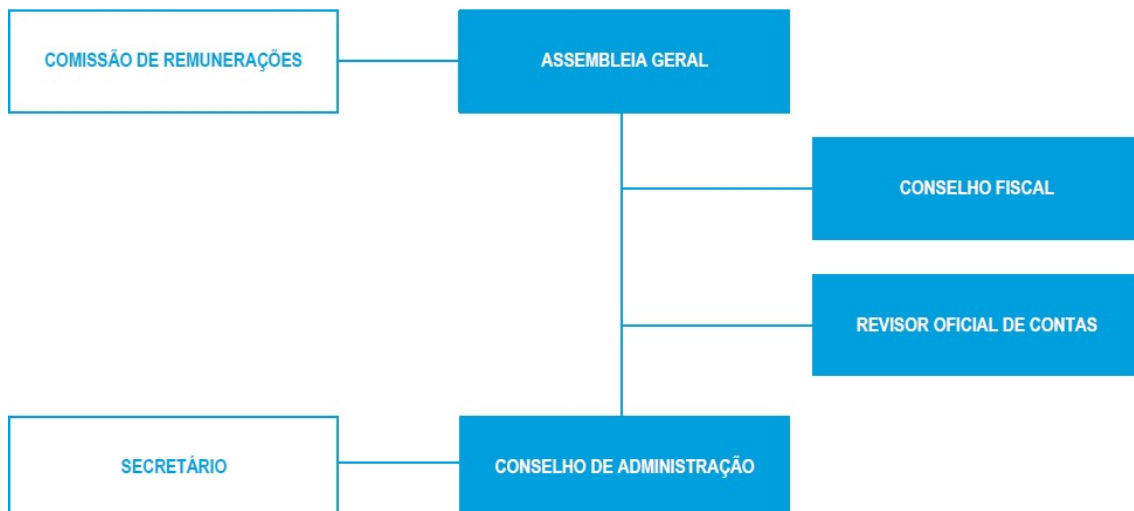 COMISSÃO DE REMUNERAÇÕES
ASSEMBLEIA GERAL
CONSELHO FISCAL
REVISOR OFICIAL DE CONTAS
SECRETÁRIO
CONSELHO DE ADMINISTRAÇÃO